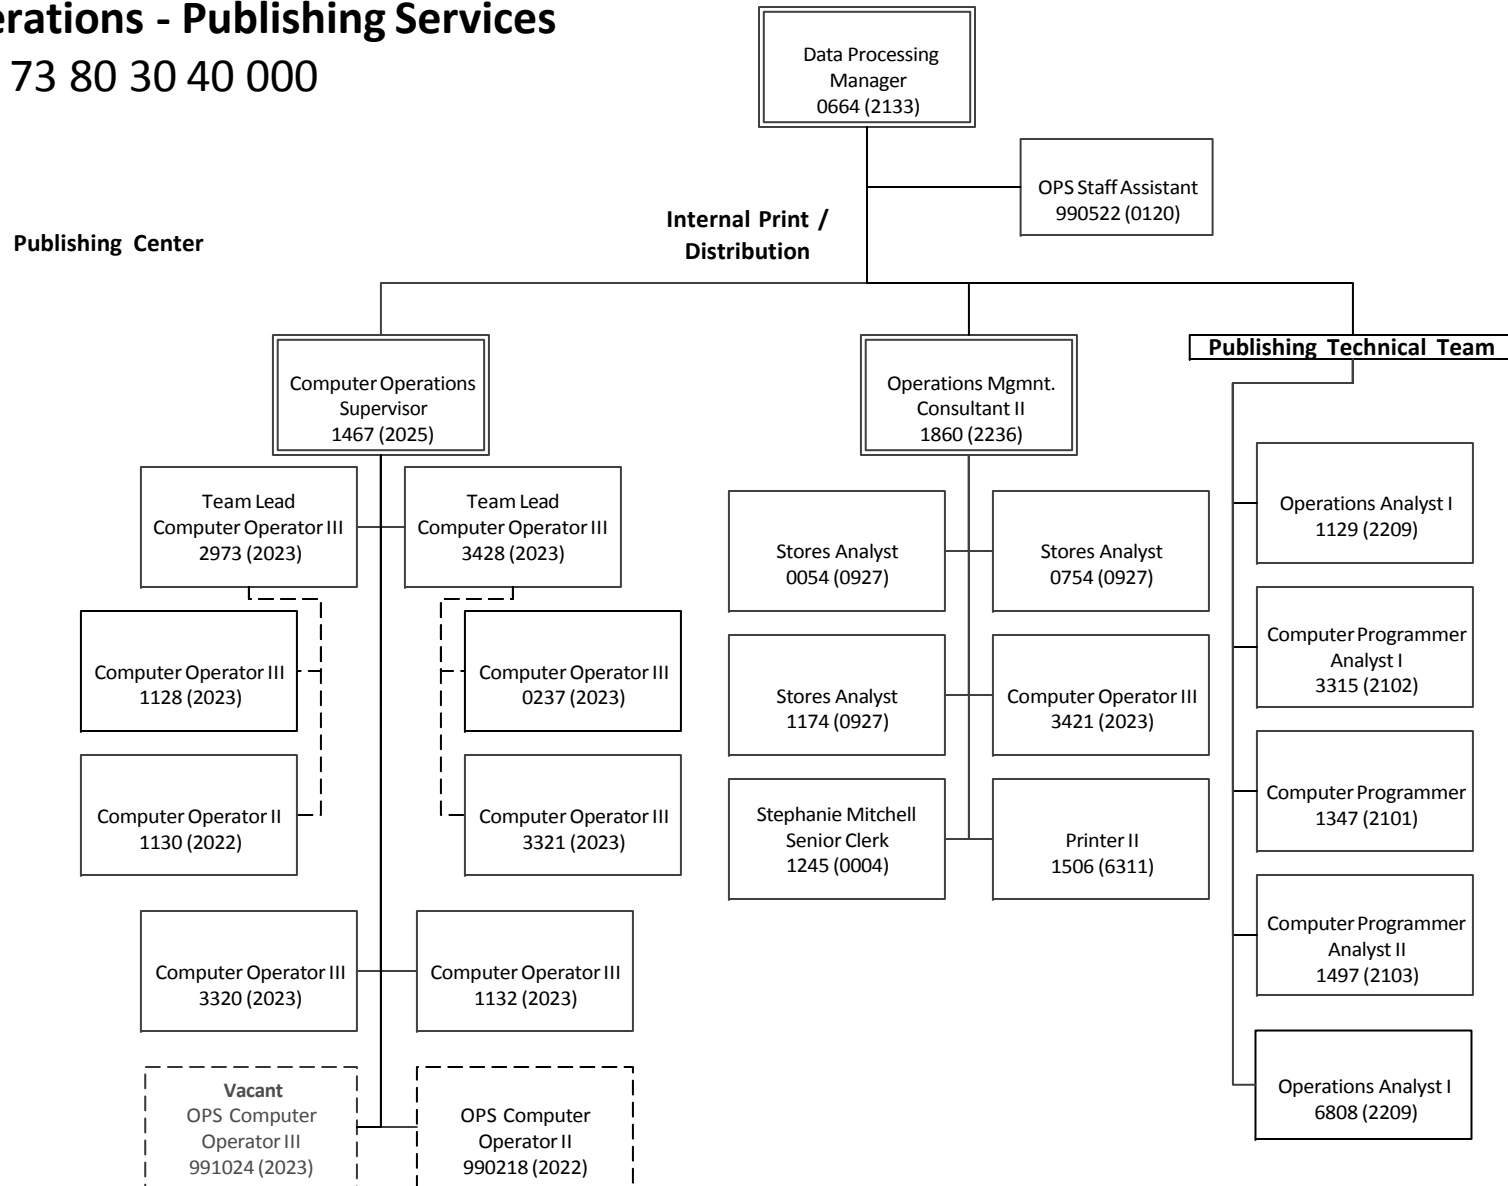 erations - Publishing Services
73 80 30 40 000
Data Processing
Manager
0664 (2133)
OPS Staff Assistant
990522 (0120)
Publishing Center
Internal Print /
Distribution
Publishing Technical Team
Computer Operations
Supervisor
1467 (2025)
Team Lead
Computer Operator III
2973 (2023)
Team Lead
Computer Operator III
3428 (2023)
Computer Operator III
1128 (2023)
Computer Operator III
0237 (2023)
Computer Operator II
1130 (2022)
Computer Operator III
3321 (2023)
Computer Operator III
3320 (2023)
Computer Operator III
1132 (2023)
Vacant
OPS Computer
Operator III
991024 (2023)
OPS Computer
Operator II
990218 (2022)
Operations Mgmnt.
Consultant II
1860 (2236)
Stores Analyst
0054 (0927)
Stores Analyst
0754 (0927)
Stores Analyst
1174 (0927)
Computer Operator III
3421 (2023)
Stephanie Mitchell
Senior Clerk
1245 (0004)
Printer II
1506 (6311)
Operations Analyst I
1129 (2209)
Computer Programmer
Analyst I
3315 (2102)
Computer Programmer
1347 (2101)
Computer Programmer
Analyst II
1497 (2103)
Operations Analyst I
6808 (2209)